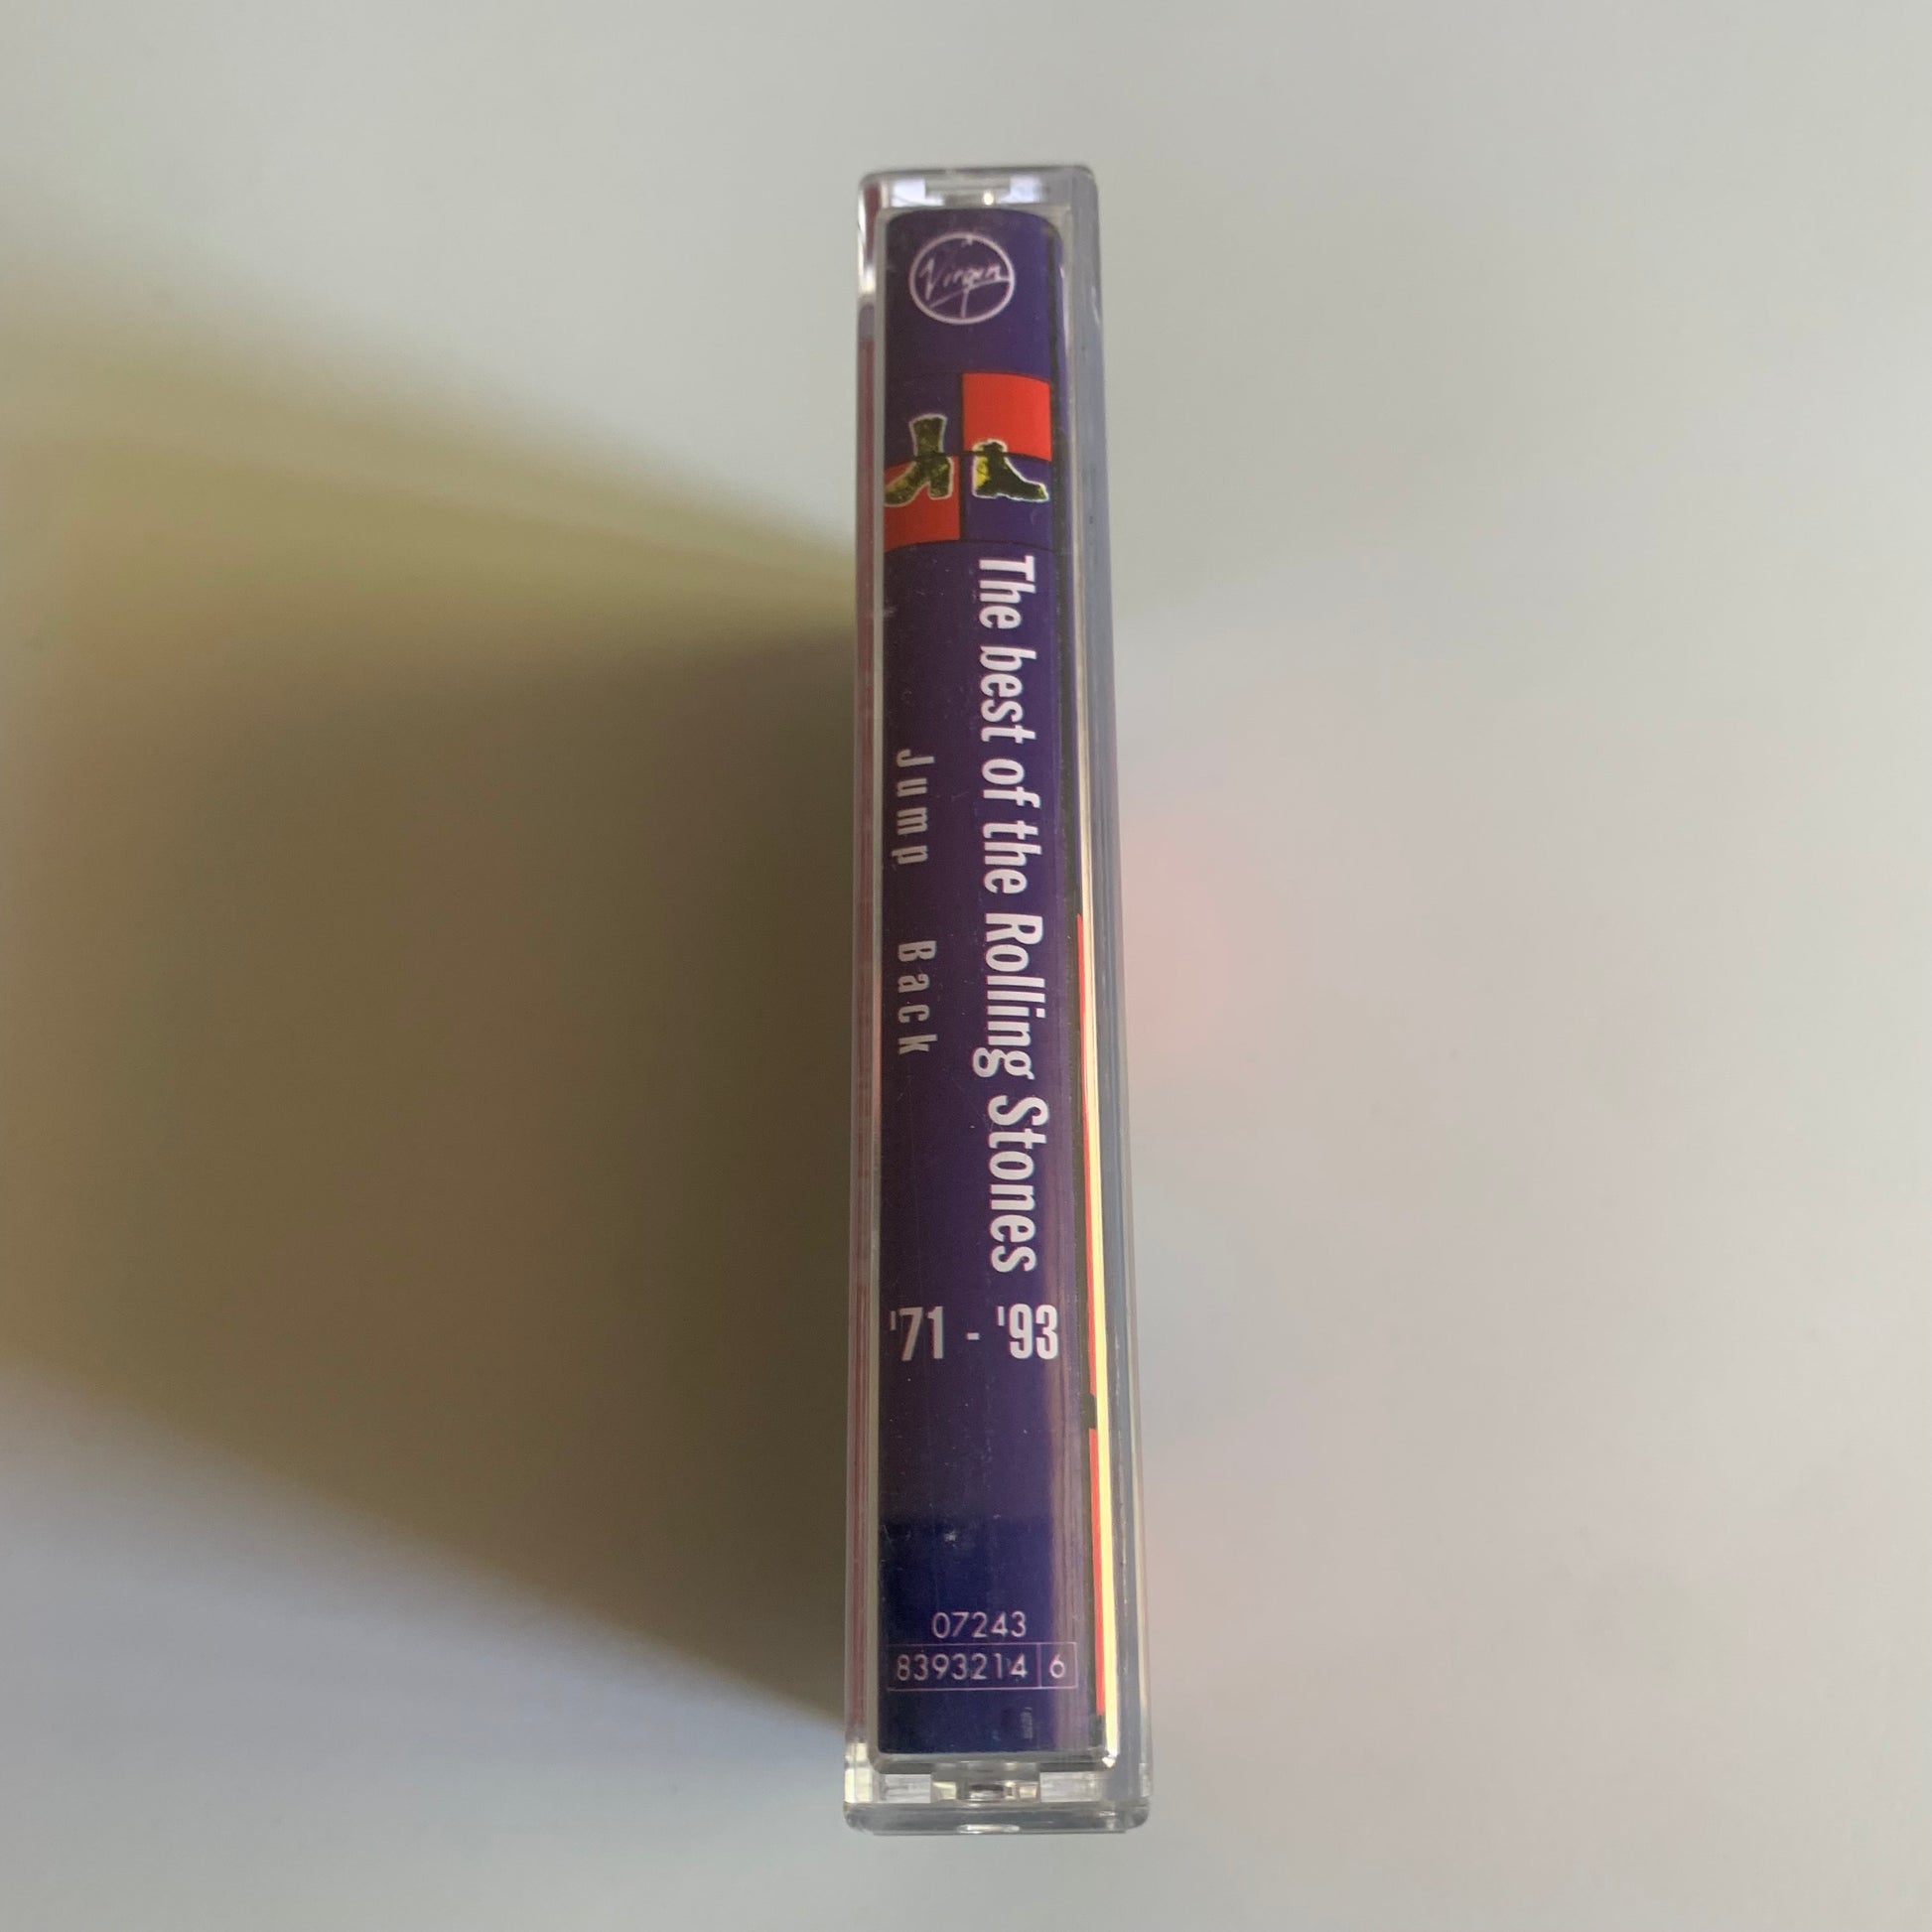 Virgin
The best of the Rolling Stones
Jump Back
'71 - '93
07243
8393214 6